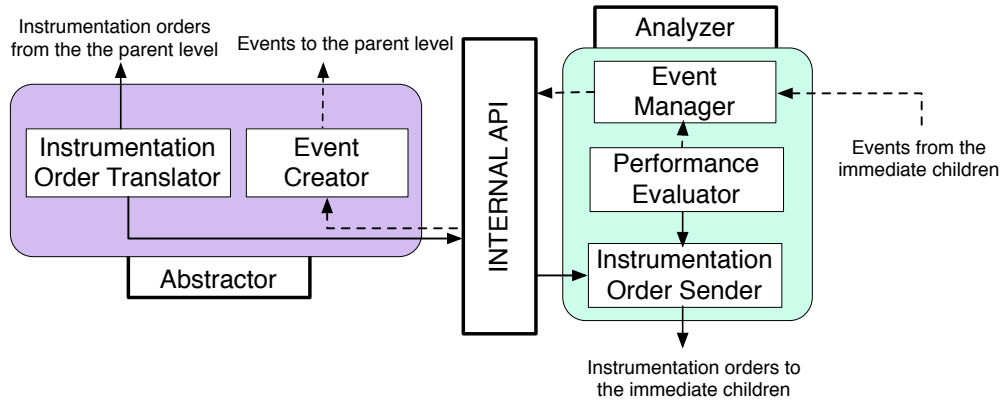 Instrumentation orders
from the the parent level
Events to the parent level
Instrumentation
Order Translator
Event
Creator
Abstractor
INTERNAL API
Analyzer
Event
Manager
Performance
Evaluator
Instrumentation
Order Sender
Events from the
immediate children
Instrumentation orders to
the immediate children